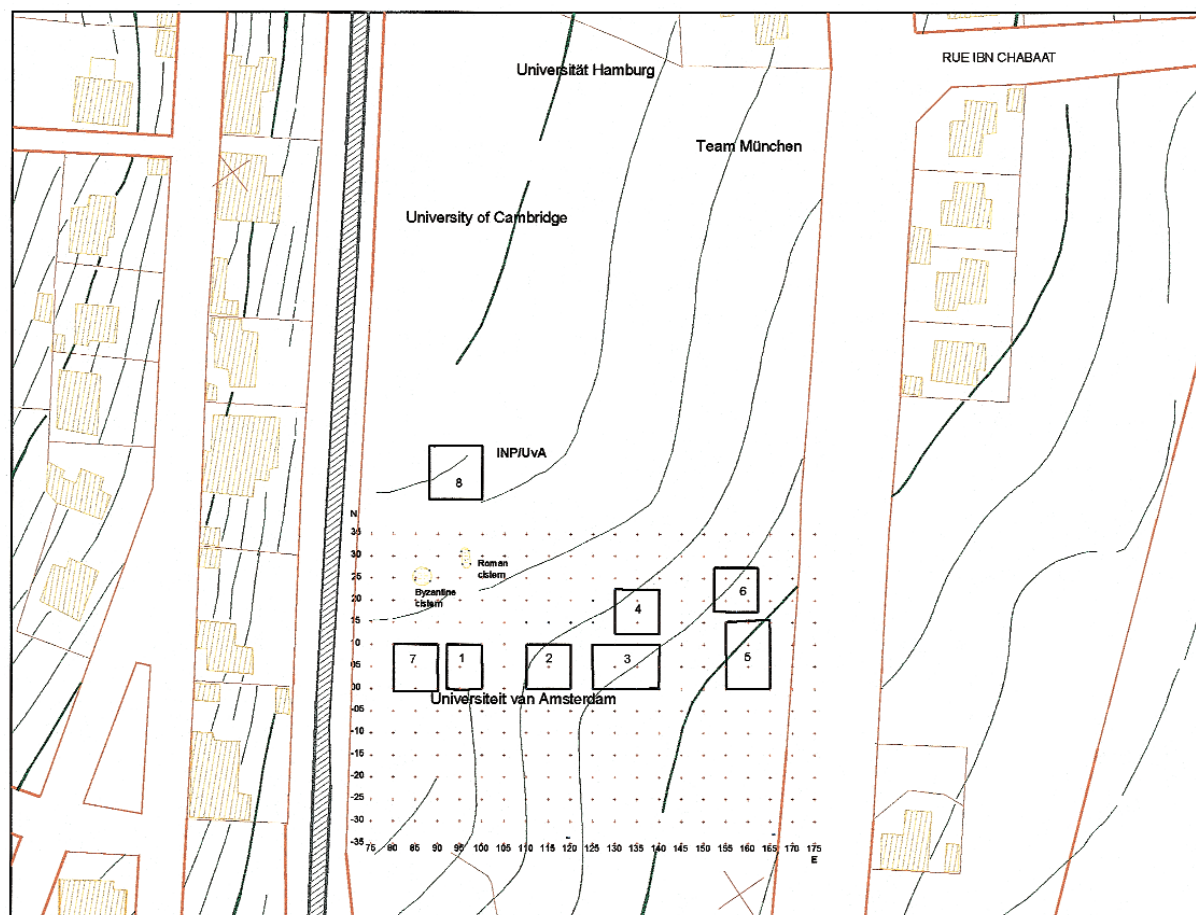 RUE IBN CHABAAT
Universität Hamburg
Team München
University of Cambridge
INP/UvA
8
N
35
30
25
20
15
10
05
00
-05
-10
-15
-20
-25
-30
-35
Roman
cistern
Byzantine
cistern
6
4
7
1
2
3
5
Universiteit van Amsterdam
75 80 85 90 95 100 105 110 115 120 125 130 135 140 145 150 155 160 165 170 175
E